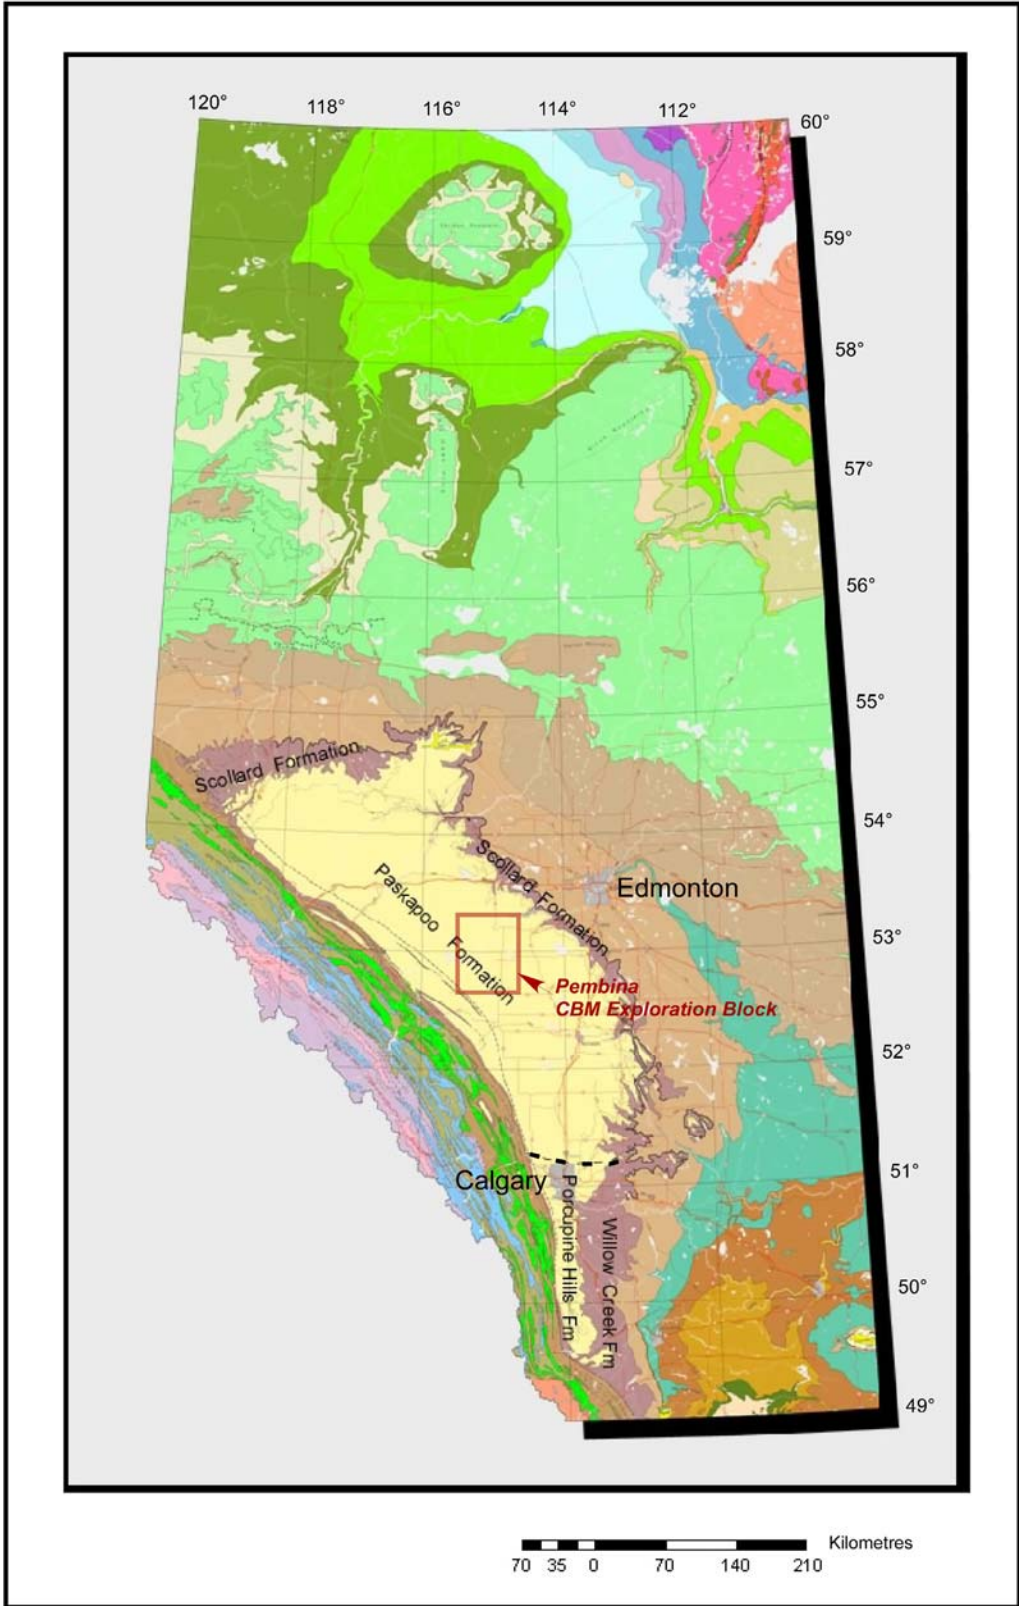 120° 118° 116° 114° 112° 60°
59°
58°
57°
56°
55°
Scollard Formation
54°
Scollard Formation
Edmonton
Paskapoo Formation
53°
Pembina
CBM Exploration Block
52°
51°
Calgary
Porcupine Hills Fm
Willow Creek Fm
50°
49°
Kilometres
70 35 0 70 140 210